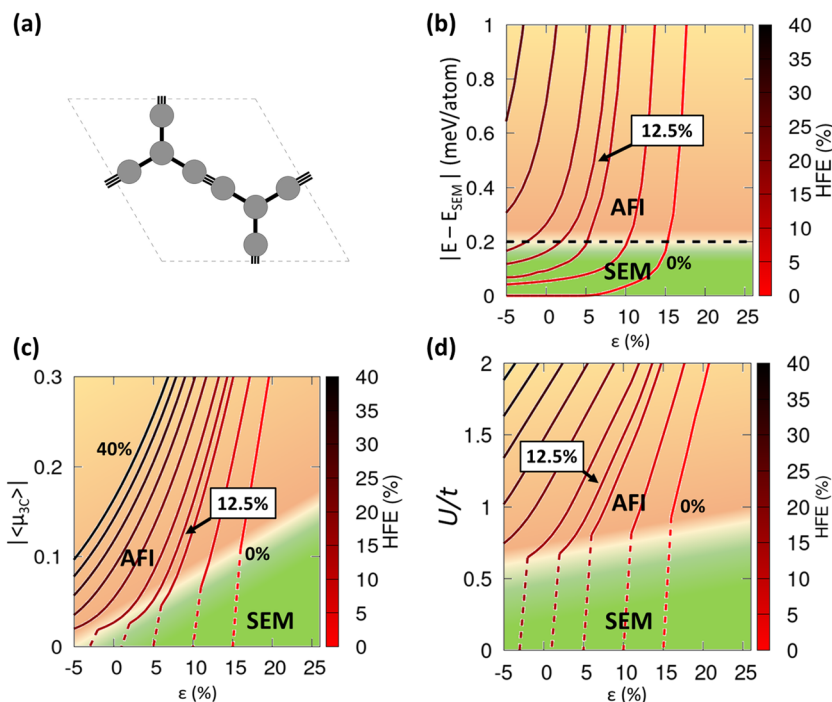 (a)
(b)
1
0.8
0.6
0.4
0.2
0
|E − E_SEM| (meV/atom)
12.5%
AFI
SEM
0%
-5 0 5 10 15 20 25
ε (%)
40
35
30
25
20
15
10
5
0
HFE (%)
(c)
0.3
0.2
0.1
0
|<μ_3C>|
40%
12.5%
AFI
0%
SEM
-5 0 5 10 15 20 25
ε (%)
40
35
30
25
20
15
10
5
0
HFE (%)
(d)
2
1.5
1
0.5
0
U/t
12.5%
AFI
0%
SEM
-5 0 5 10 15 20 25
ε (%)
40
35
30
25
20
15
10
5
0
HFE (%)